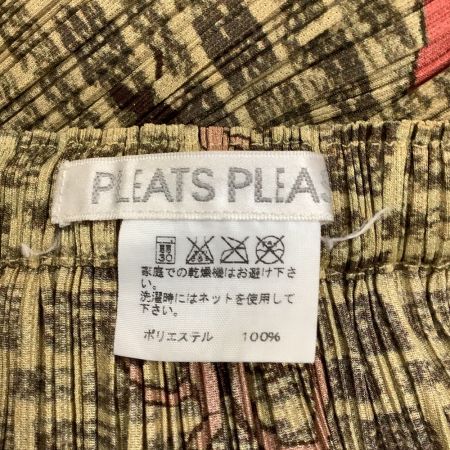 PLEATS PLEAS
30
家庭での乾燥機はお避け下さ
い。
洗濯時にはネットを使用して
下さい。
ポリエステル 100%